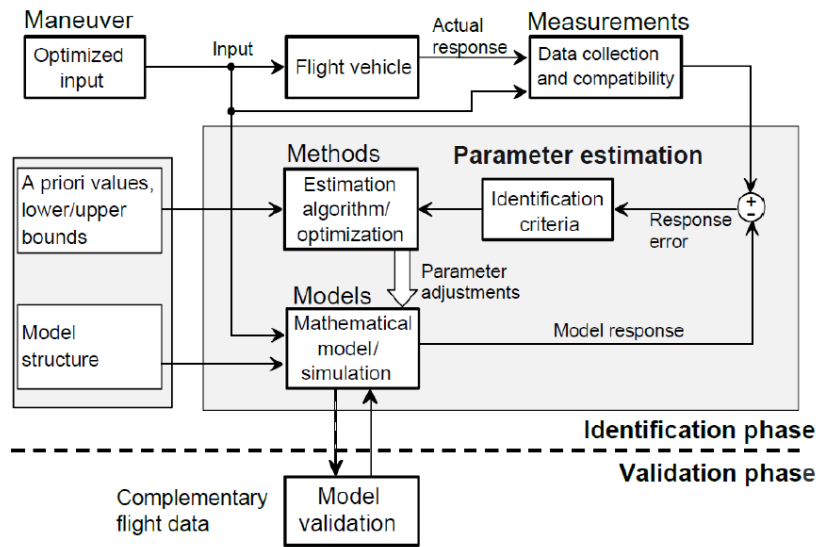 Maneuver
Optimized
input
Input
Flight vehicle
Actual
response
Measurements
Data collection
and compatibility
A priori values,
lower/upper
bounds
Model
structure
Methods
Estimation
algorithm/
optimization
Parameter estimation
Identification
criteria
+
-
Response
error
Parameter
adjustments
Models
Mathematical
model/
simulation
Model response
Identification phase
Validation phase
Complementary
flight data
Model
validation